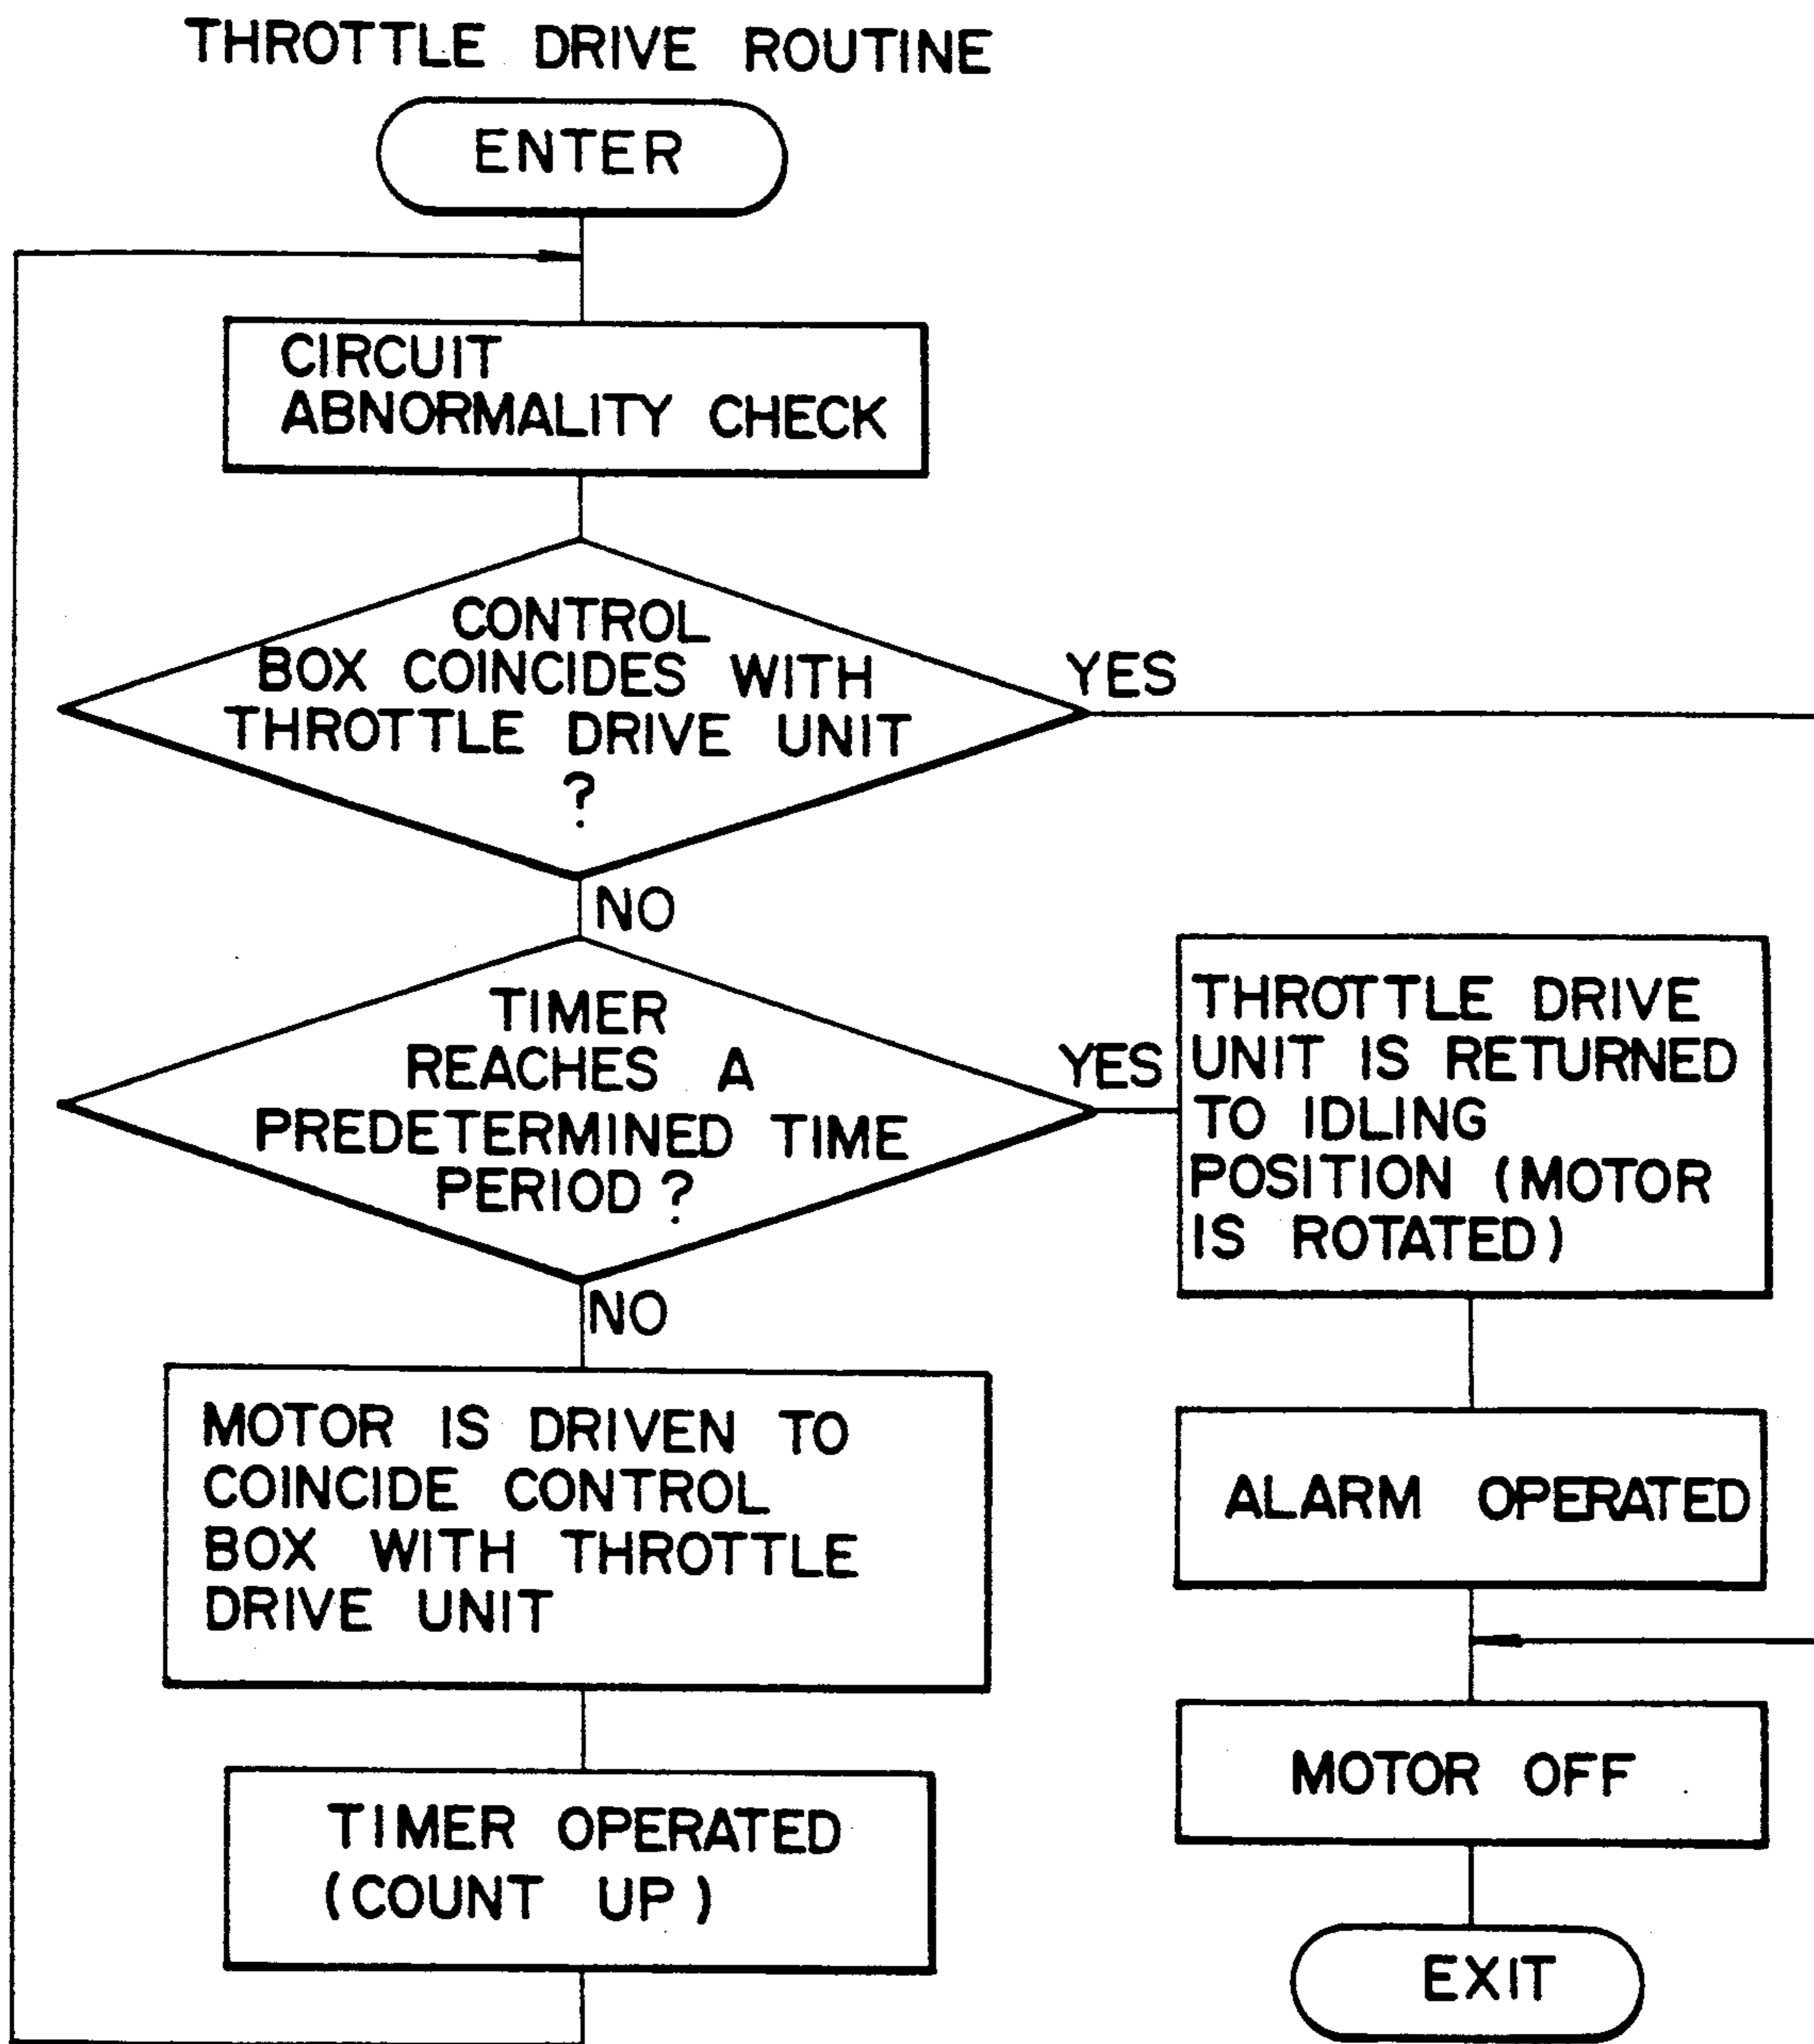 THROTTLE DRIVE ROUTINE
ENTER
CIRCUIT
ABNORMALITY CHECK
CONTROL
BOX COINCIDES WITH
THROTTLE DRIVE UNIT
?
YES
NO
TIMER
REACHES A
PREDETERMINED TIME
PERIOD?
YES
NO
THROTTLE DRIVE
UNIT IS RETURNED
TO IDLING
POSITION (MOTOR
IS ROTATED)
MOTOR IS DRIVEN TO
COINCIDE CONTROL
BOX WITH THROTTLE
DRIVE UNIT
ALARM OPERATED
TIMER OPERATED
(COUNT UP)
MOTOR OFF
EXIT